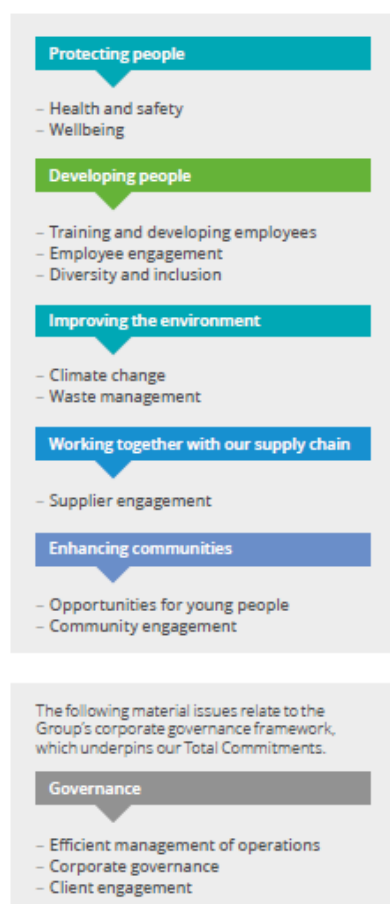 Protecting people
– Health and safety
– Wellbeing
Developing people
– Training and developing employees
– Employee engagement
– Diversity and inclusion
Improving the environment
– Climate change
– Waste management
Working together with our supply chain
– Supplier engagement
Enhancing communities
– Opportunities for young people
– Community engagement
The following material issues relate to the
Group’s corporate governance framework,
which underpins our Total Commitments.
Governance
– Efficient management of operations
– Corporate governance
– Client engagement